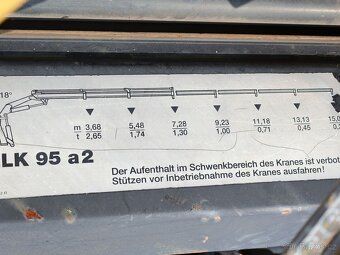 18°
m 3,68 5,48 7,28 9,23 11,18 13,13
t 2,65 1,74 1,30 1,00 0,71 0,45
LK 95 a2
Der Aufenthalt im Schwenkbereich des Kranes ist
Stützen vor Inbetriebnahme des Kranes ausfahren!